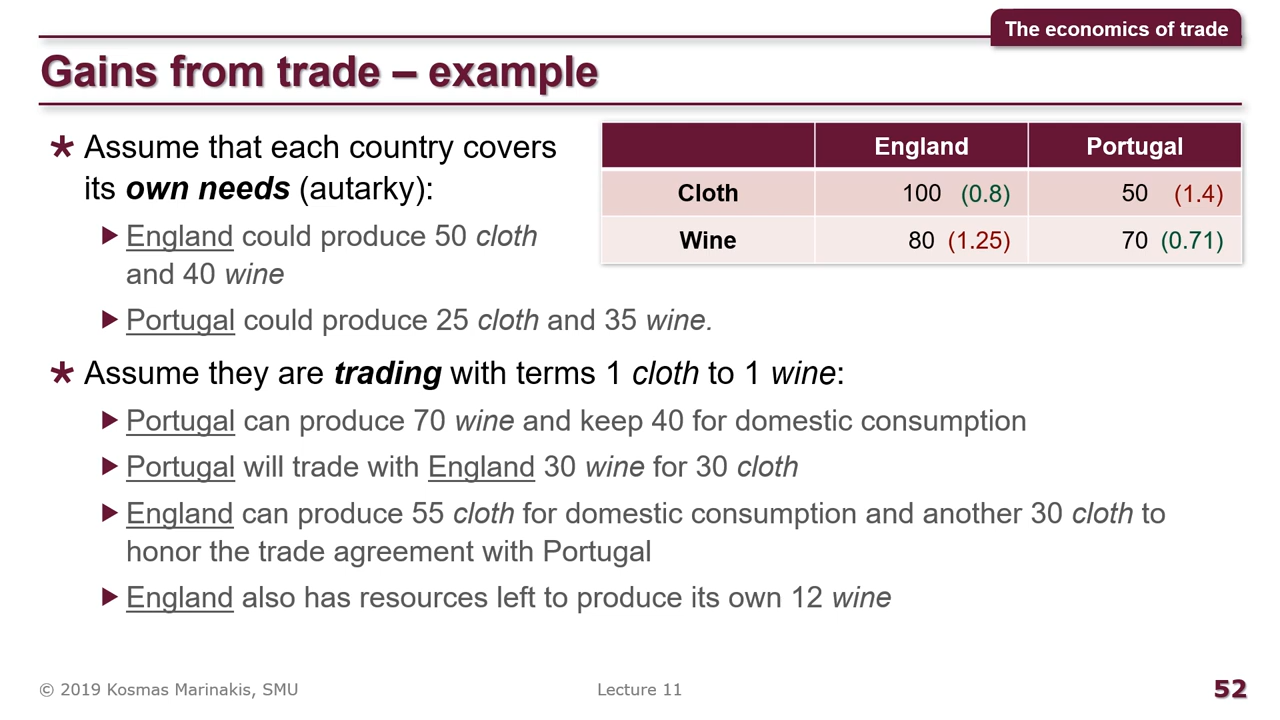 The economics of trade
Gains from trade – example
* Assume that each country covers
its own needs (autarky):
▶ England could produce 50 cloth
and 40 wine
▶ Portugal could produce 25 cloth and 35 wine.
England Portugal
Cloth 100 (0.8) 50 (1.4)
Wine 80 (1.25) 70 (0.71)
* Assume they are trading with terms 1 cloth to 1 wine:
▶ Portugal can produce 70 wine and keep 40 for domestic consumption
▶ Portugal will trade with England 30 wine for 30 cloth
▶ England can produce 55 cloth for domestic consumption and another 30 cloth to
honor the trade agreement with Portugal
▶ England also has resources left to produce its own 12 wine
© 2019 Kosmas Marinakis, SMU Lecture 11 52